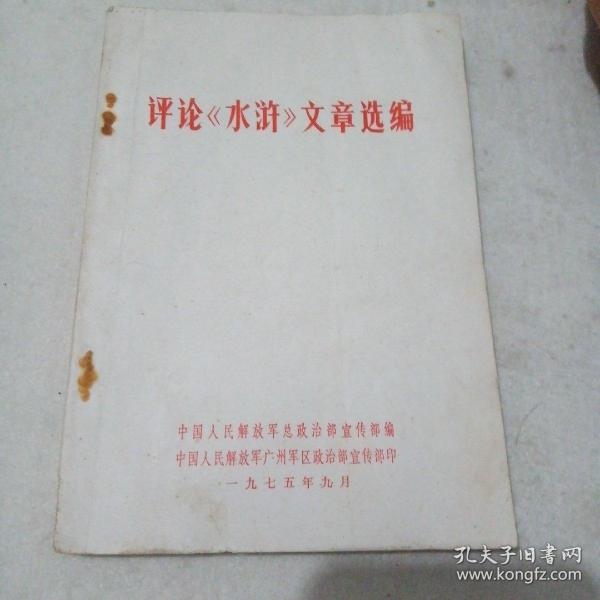 评论《水浒》文章选编
中国人民解放军总政治部宣传部编
中国人民解放军广州军区政治部宣传部印
一九七五年九月
孔夫子旧书网
www.kongfz.com